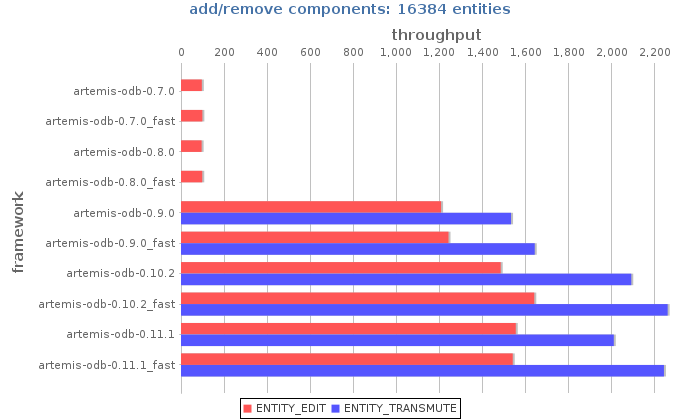 add/remove components: 16384 entities
throughput
0 200 400 600 800 1,000 1,200 1,400 1,600 1,800 2,000 2,200
framework
artemis-odb-0.7.0
artemis-odb-0.7.0_fast
artemis-odb-0.8.0
artemis-odb-0.8.0_fast
artemis-odb-0.9.0
artemis-odb-0.9.0_fast
artemis-odb-0.10.2
artemis-odb-0.10.2_fast
artemis-odb-0.11.1
artemis-odb-0.11.1_fast
ENTITY_EDIT ENTITY_TRANSMUTE